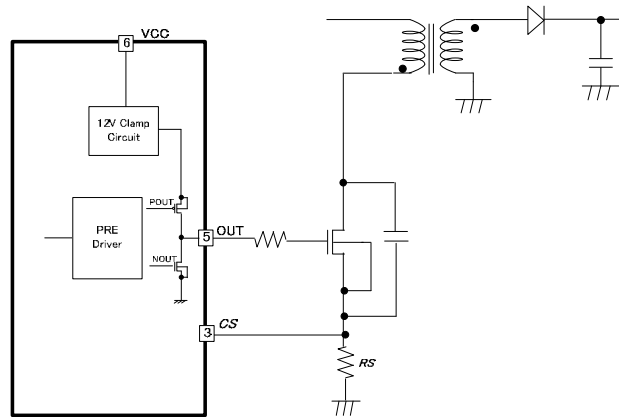 VCC
6
12V Clamp
Circuit
POUT
PRE
Driver
5
OUT
NOUT
3
CS
RS